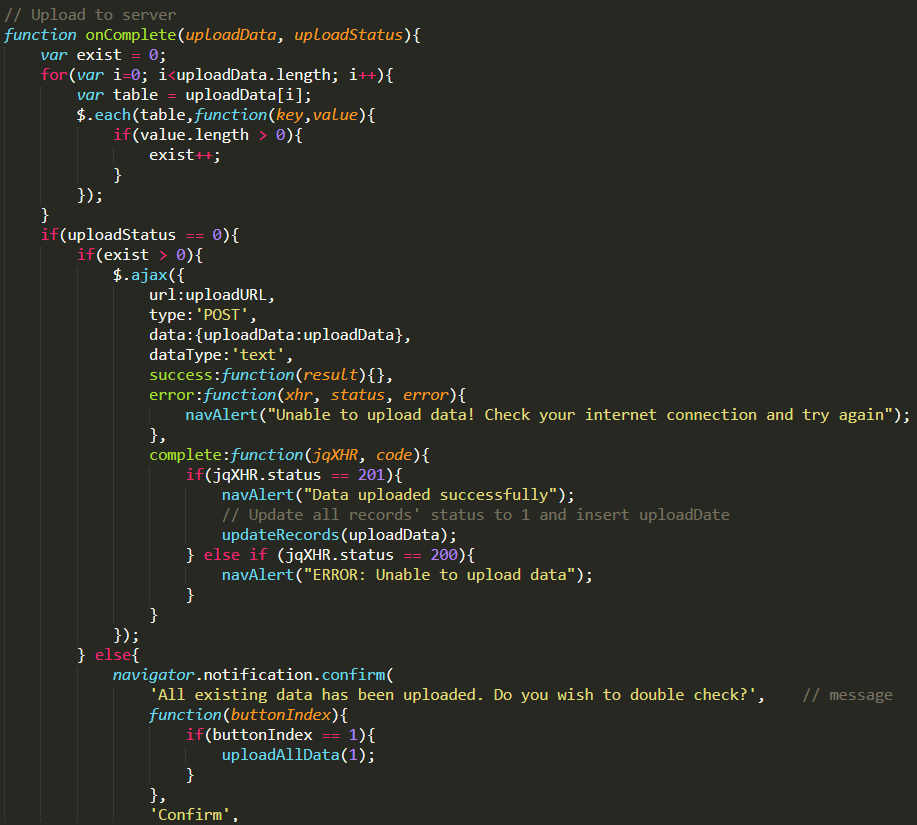 // Upload to server
function onComplete(uploadData, uploadStatus){
    var exist = 0;
    for(var i=0; i<uploadData.length; i++){
        var table = uploadData[i];
        $.each(table,function(key,value){
            if(value.length > 0){
                exist++;
            }
        });
    }
    if(uploadStatus == 0){
        if(exist > 0){
            $.ajax({
                url:uploadURL,
                type:'POST',
                data:{uploadData:uploadData},
                dataType:'text',
                success:function(result){},
                error:function(xhr, status, error){
                    navAlert("Unable to upload data! Check your internet connection and try again");
                },
                complete:function(jqXHR, code){
                    if(jqXHR.status == 201){
                        navAlert("Data uploaded successfully");
                        // Update all records' status to 1 and insert uploadDate
                        updateRecords(uploadData);
                    } else if (jqXHR.status == 200){
                        navAlert("ERROR: Unable to upload data");
                    }
                }
            });
        } else{
            navigator.notification.confirm(
                'All existing data has been uploaded. Do you wish to double check?',    // message
                function(buttonIndex){
                    if(buttonIndex == 1){
                        uploadAllData(1);
                    }
                },
                'Confirm',